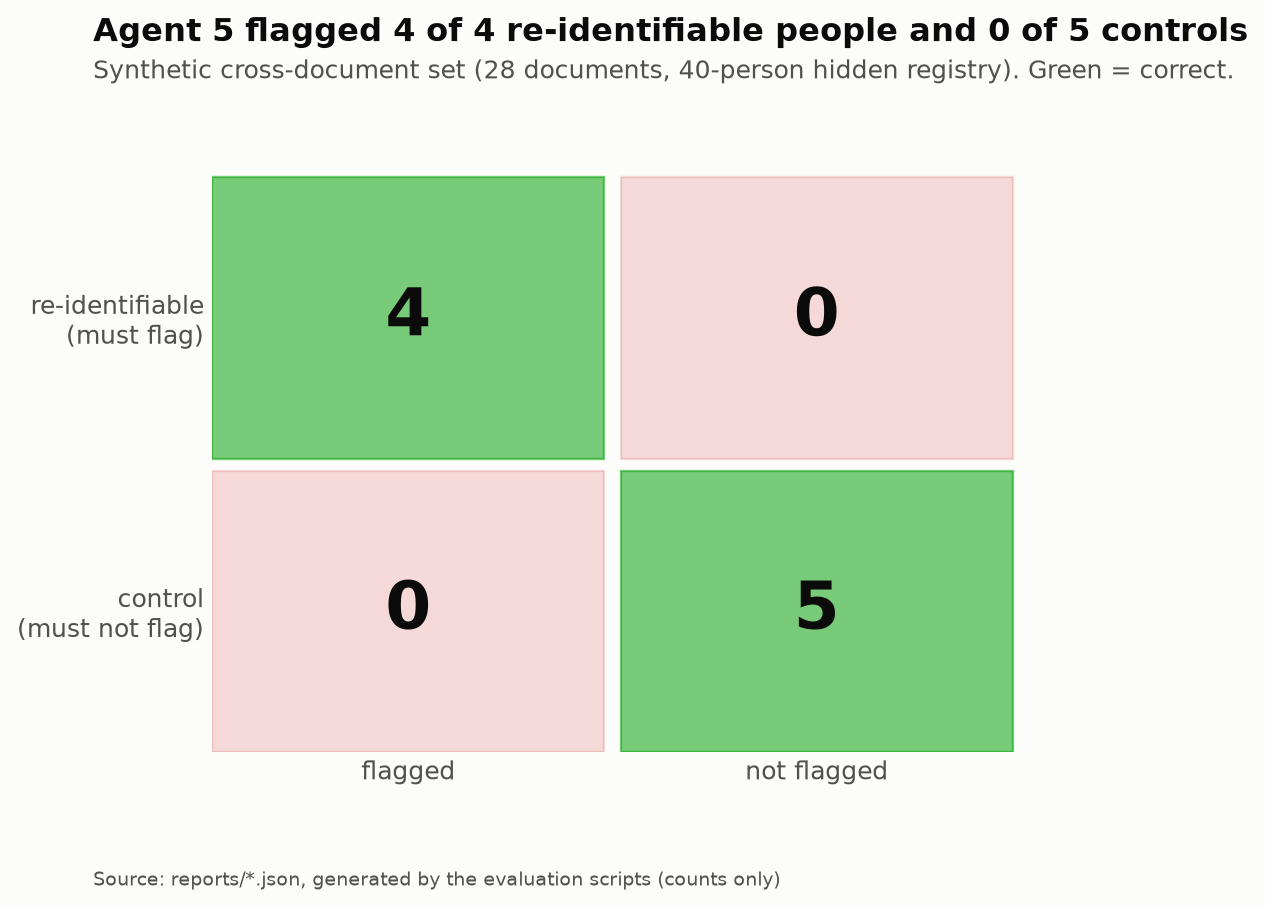 Agent 5 flagged 4 of 4 re-identifiable people and 0 of 5 controls
Synthetic cross-document set (28 documents, 40-person hidden registry). Green = correct.
re-identifiable
(must flag)
4
0
control
(must not flag)
0
5
flagged
not flagged
Source: reports/*.json, generated by the evaluation scripts (counts only)